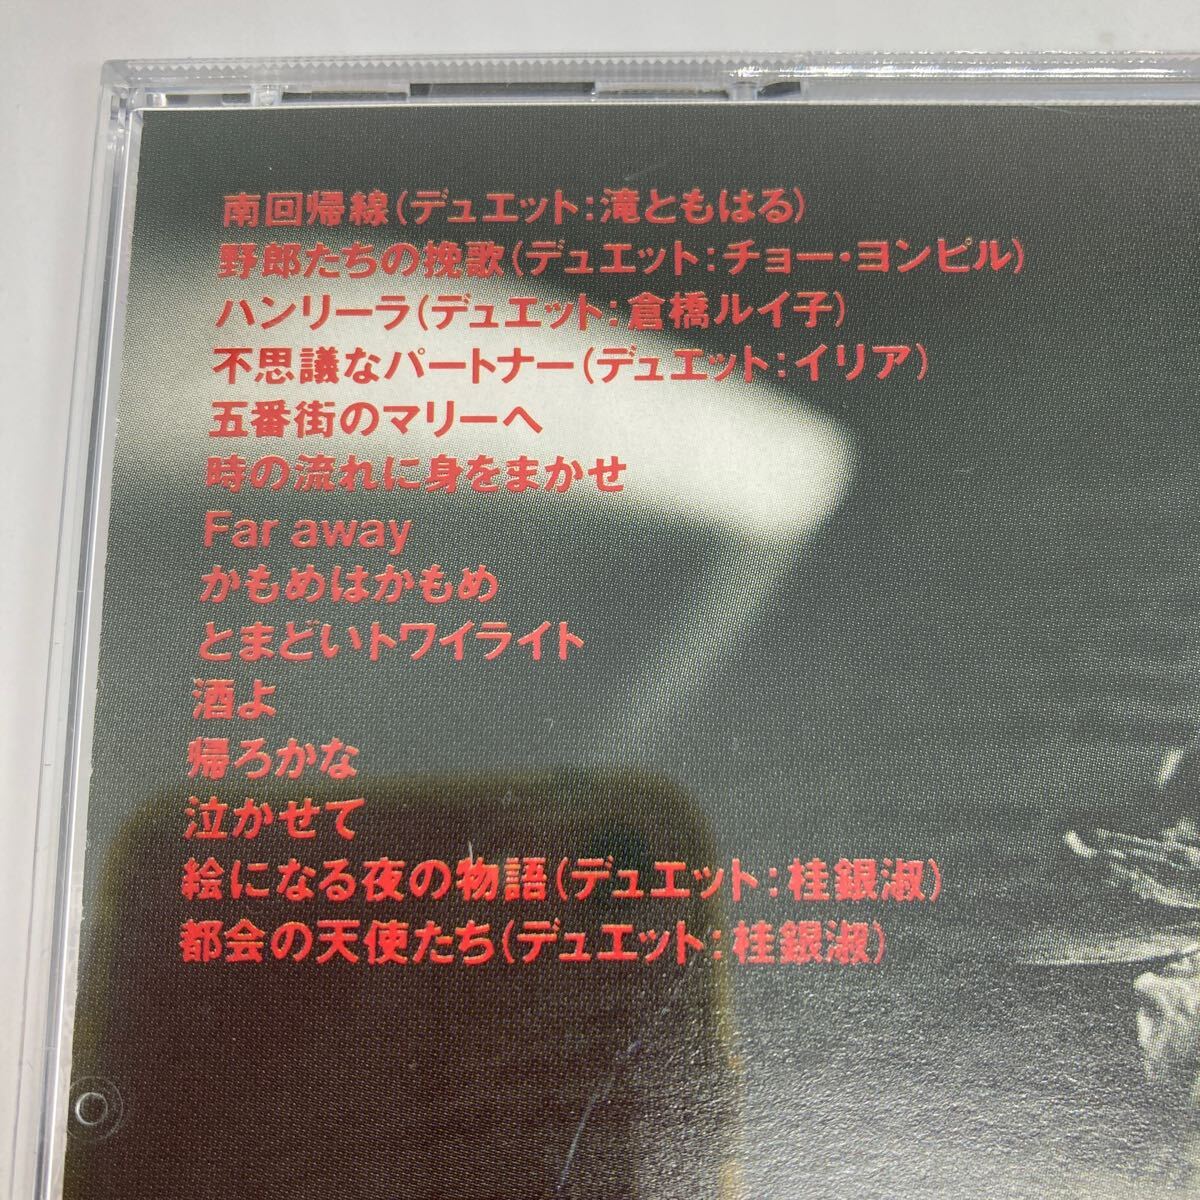 南回帰線(デュエット:滝ともはる)
野郎たちの挽歌(デュエット:チョー・ヨンピル)
ハンリーラ(デュエット:倉橋ルイ子)
不思議なパートナー(デュエット:イリア)
五番街のマリーへ
時の流れに身をまかせ
Far away
かもめはかもめ
とまどいトワイライト
酒よ
帰ろかな
泣かせて
絵になる夜の物語(デュエット:桂銀淑)
都会の天使たち(デュエット:桂銀淑)